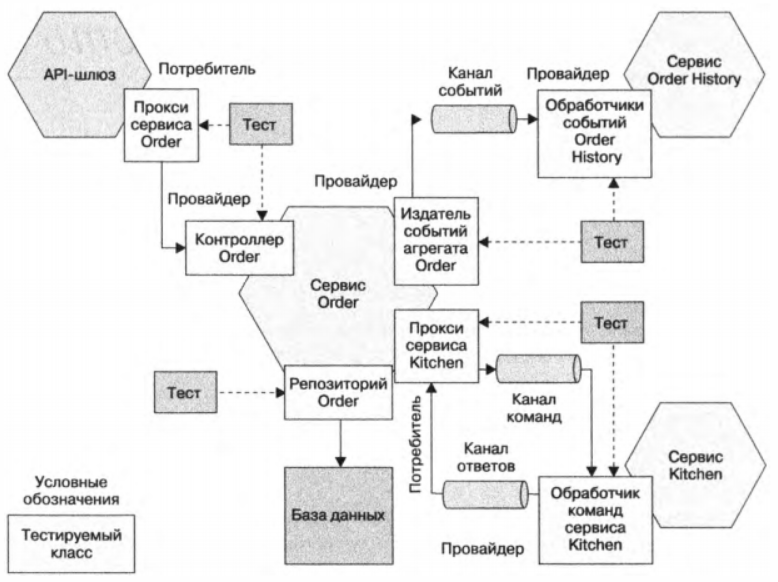 API-шлюз
Потребитель
Прокси
сервиса
Order
Тест
Провайдер
Контроллер
Order
Сервис
Order
Канал
событий
Провайдер
Обработчики
событий
Order
History
Сервис
Order History
Провайдер
Издатель
событий
агрегата
Order
Тест
Прокси
сервиса
Kitchen
Тест
Тест
Репозиторий
Order
База данных
Потребитель
Канал
команд
Канал
ответов
Провайдер
Обработчик
команд
сервиса
Kitchen
Сервис
Kitchen
Условные
обозначения
Тестируемый
класс